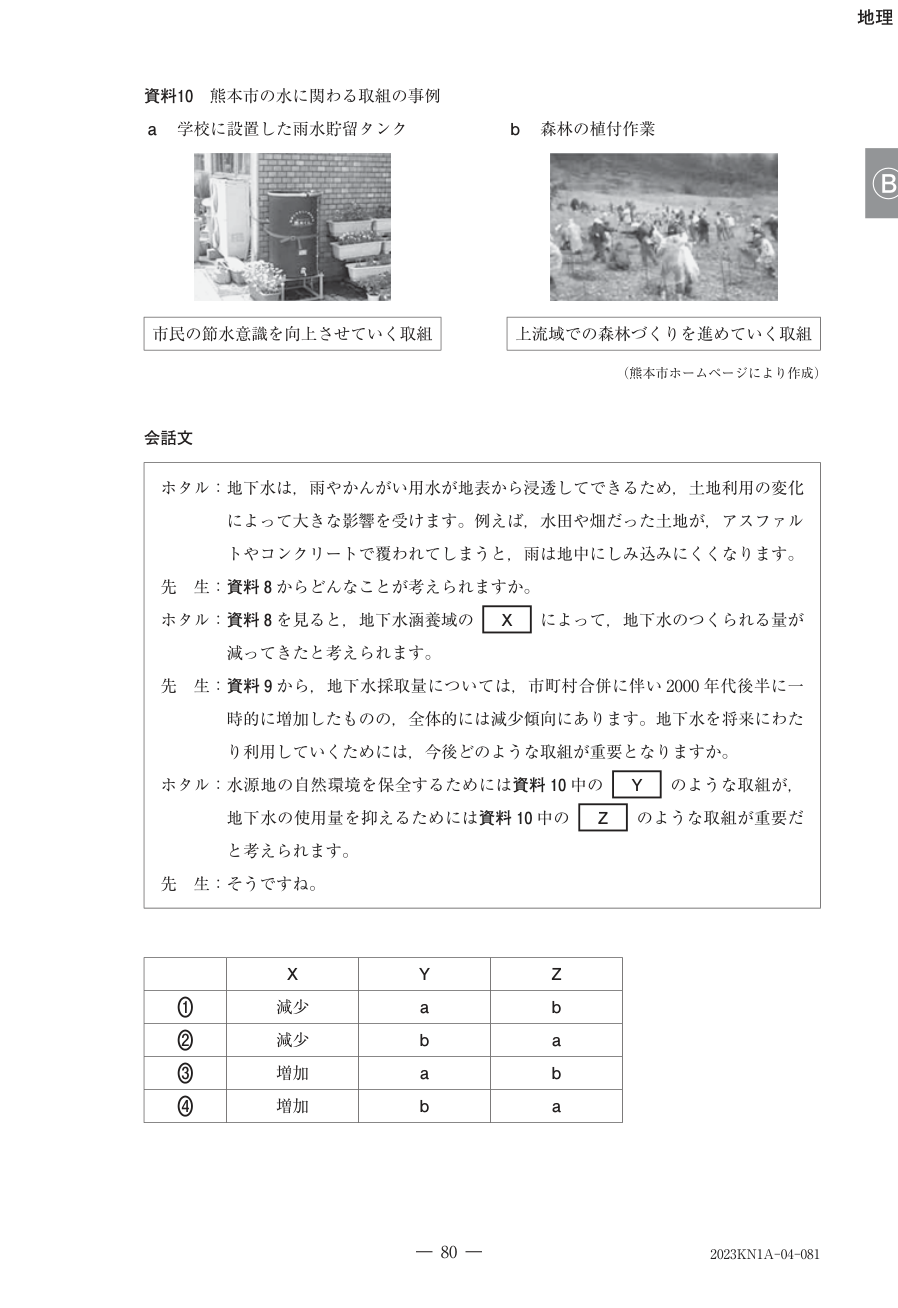 地理
資料10 熊本市の水に関わる取組の事例
a 学校に設置した雨水貯留タンク
b 森林の植付作業
B
市民の節水意識を向上させていく取組
上流域での森林づくりを進めていく取組
（熊本市ホームページにより作成）
会話文
ホタル：地下水は，雨やかんがい用水が地表から浸透してできるため，土地利用の変化
によって大きな影響を受けます。例えば，水田や畑だった土地が，アスファル
トやコンクリートで覆われてしまうと，雨は地中にしみ込みにくくなります。
先 生：資料8からどんなことが考えられますか。
ホタル：資料8を見ると，地下水涵養域の X によって，地下水のつくられる量が
減ってきたと考えられます。
先 生：資料9から，地下水採取量については，市町村合併に伴い2000年代後半に一
時的に増加したものの，全体的には減少傾向にあります。地下水を将来にわた
り利用していくためには，今後どのような取組が重要となりますか。
ホタル：水源地の自然環境を保全するためには資料10中の Y のような取組が，
地下水の使用量を抑えるためには資料10中の Z のような取組が重要だ
と考えられます。
先 生：そうですね。
X Y Z
① 減少 a b
② 減少 b a
③ 増加 a b
④ 増加 b a
― 80 ―
2023KN1A-04-081